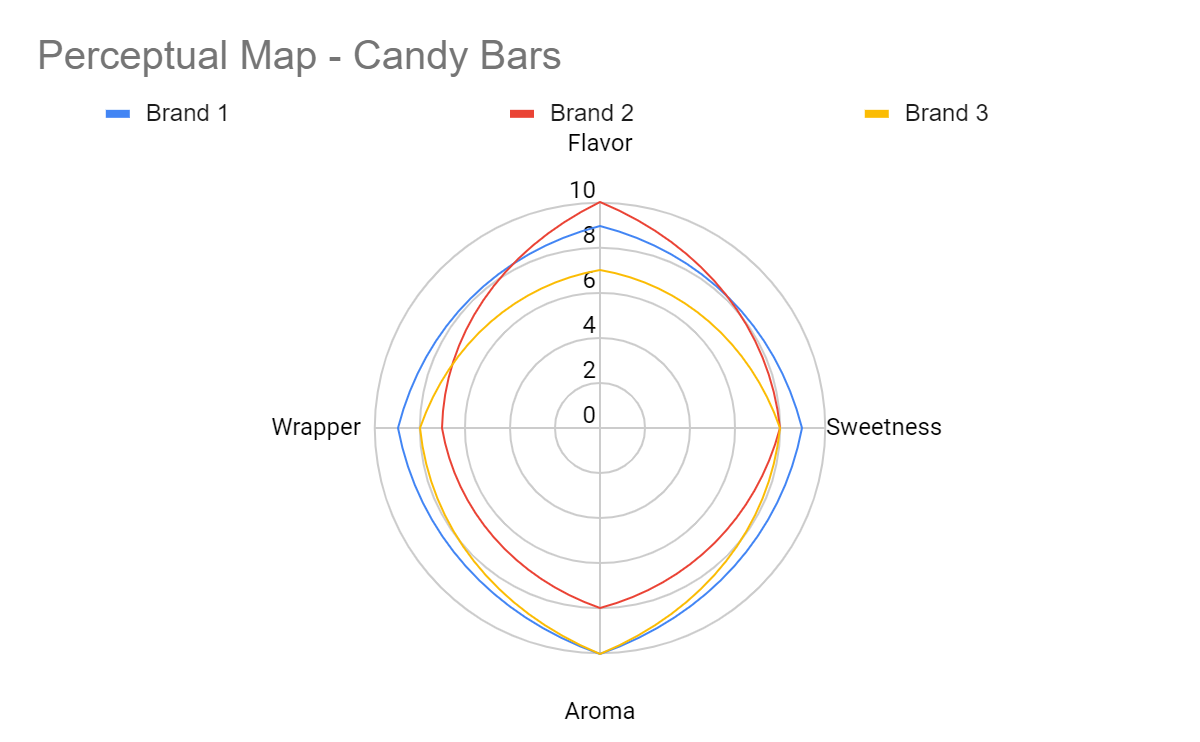 Perceptual Map - Candy Bars
Brand 1 Brand 2 Brand 3
Flavor
10
8
6
4
2
0
Wrapper Sweetness
Aroma